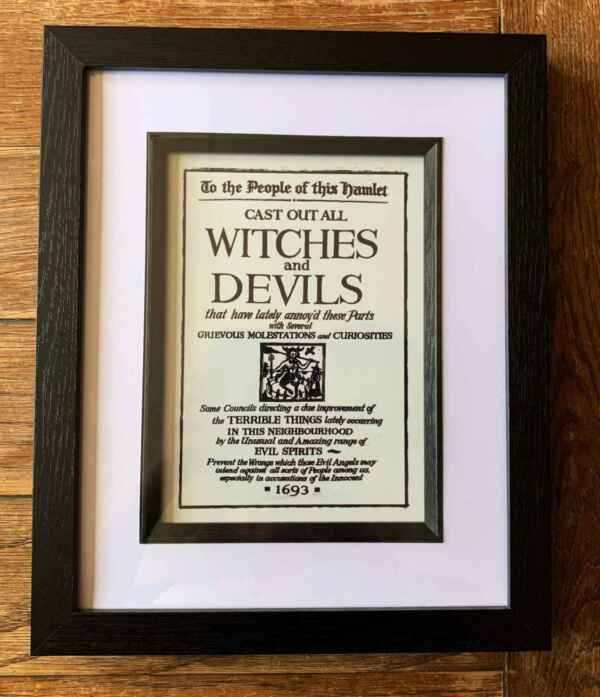 To the People of this Hamlet
CAST OUT ALL
WITCHES
and
DEVILS
that have lately annoy'd these Parts
with Several
GRIEVOUS MOLESTATIONS and CURIOSITIES
Some Councils directing a due improvement of
the TERRIBLE THINGS lately occurring
IN THIS NEIGHBOURHOOD
by the Unusual and Amazing range of
EVIL SPIRITS ~
Prevent the Wrongs which those Evil Angels may
intend against all sorts of People among us,
especially in accusations of the Innocent
▪ 1693 ▪